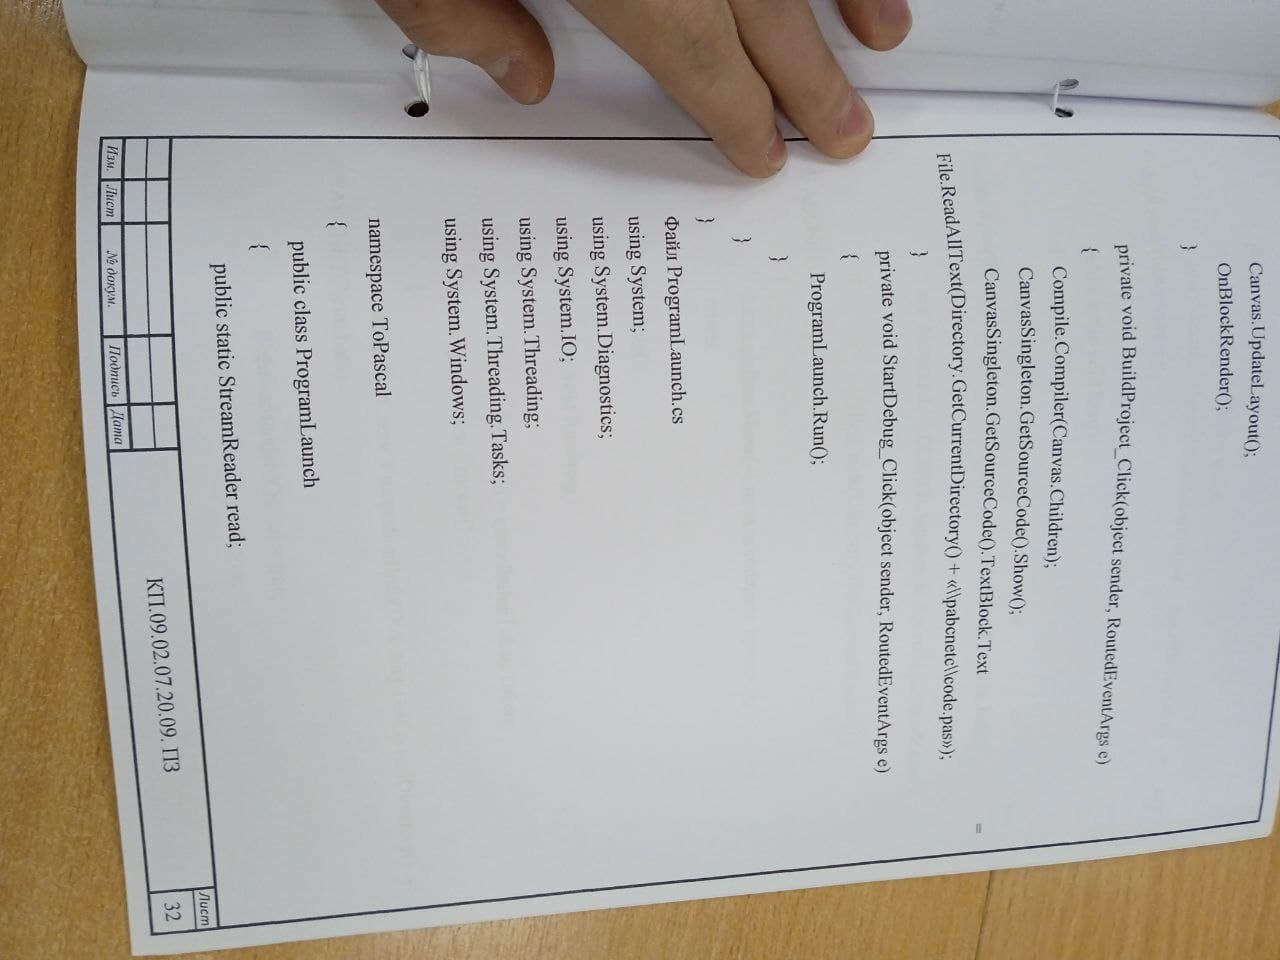 Canvas.UpdateLayout();
OnBlockRender();
}
private void BuildProject_Click(object sender, RoutedEventArgs e)
{
Compile.Compiler(Canvas.Children);
CanvasSingleton.GetSourceCode().Show();
CanvasSingleton.GetSourceCode().TextBlock.Text =
File.ReadAllText(Directory.GetCurrentDirectory() + «\\pabcnetc\\code.pas»);
}
private void StartDebug_Click(object sender, RoutedEventArgs e)
{
ProgramLaunch.Run();
}
}
}
Файл ProgramLaunch.cs
using System;
using System.Diagnostics;
using System.IO;
using System.Threading;
using System.Threading.Tasks;
using System.Windows;
namespace ToPascal
{
public class ProgramLaunch
{
public static StreamReader read;
КП.09.02.07.20.09. ПЗ
Лист
32
Изм. Лист № докум. Подпись Дата